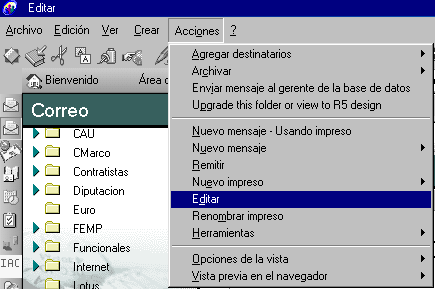 Editar
Archivo Edición Ver Crear Acciones ?
Bienvenido Área d
Correo
CAU
CMarco
Contratistas
Diputacion
Euro
FEMP
Funcionales
Internet
Lotus
IAC
Agregar destinatarios
Archivar
Enviar mensaje al gerente de la base de datos
Upgrade this folder or view to R5 design
Nuevo mensaje - Usando impreso
Nuevo mensaje
Remitir
Nuevo impreso
Editar
Renombrar impreso
Herramientas
Opciones de la vista
Vista previa en el navegador